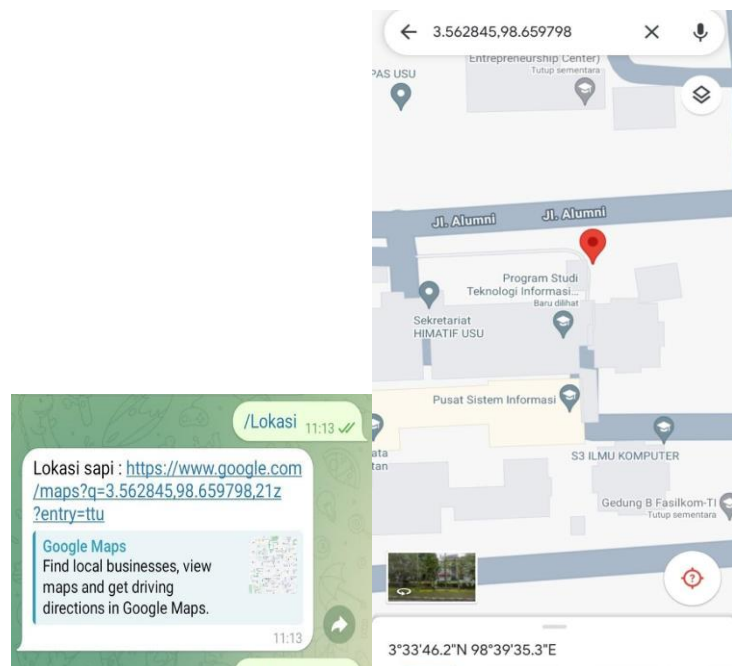 /Lokasi 11:13
Lokasi sapi : https://www.google.com
/maps?q=3.562845,98.659798,21z
?entry=ttu
Google Maps
Find local businesses, view
maps and get driving
directions in Google Maps.
11:13
3.562845,98.659798
Entrepreneurship Center)
Tutup sementara
PAS USU
Jl. Alumni
Jl. Alumni
Program Studi
Teknologi Informasi...
Baru dilihat
Sekretariat
HIMATIF USU
Pusat Sistem Informasi
ata
tan
S3 ILMU KOMPUTER
Gedung B Fasilkom-TI
Tutup sementara
3°33'46.2"N 98°39'35.3"E